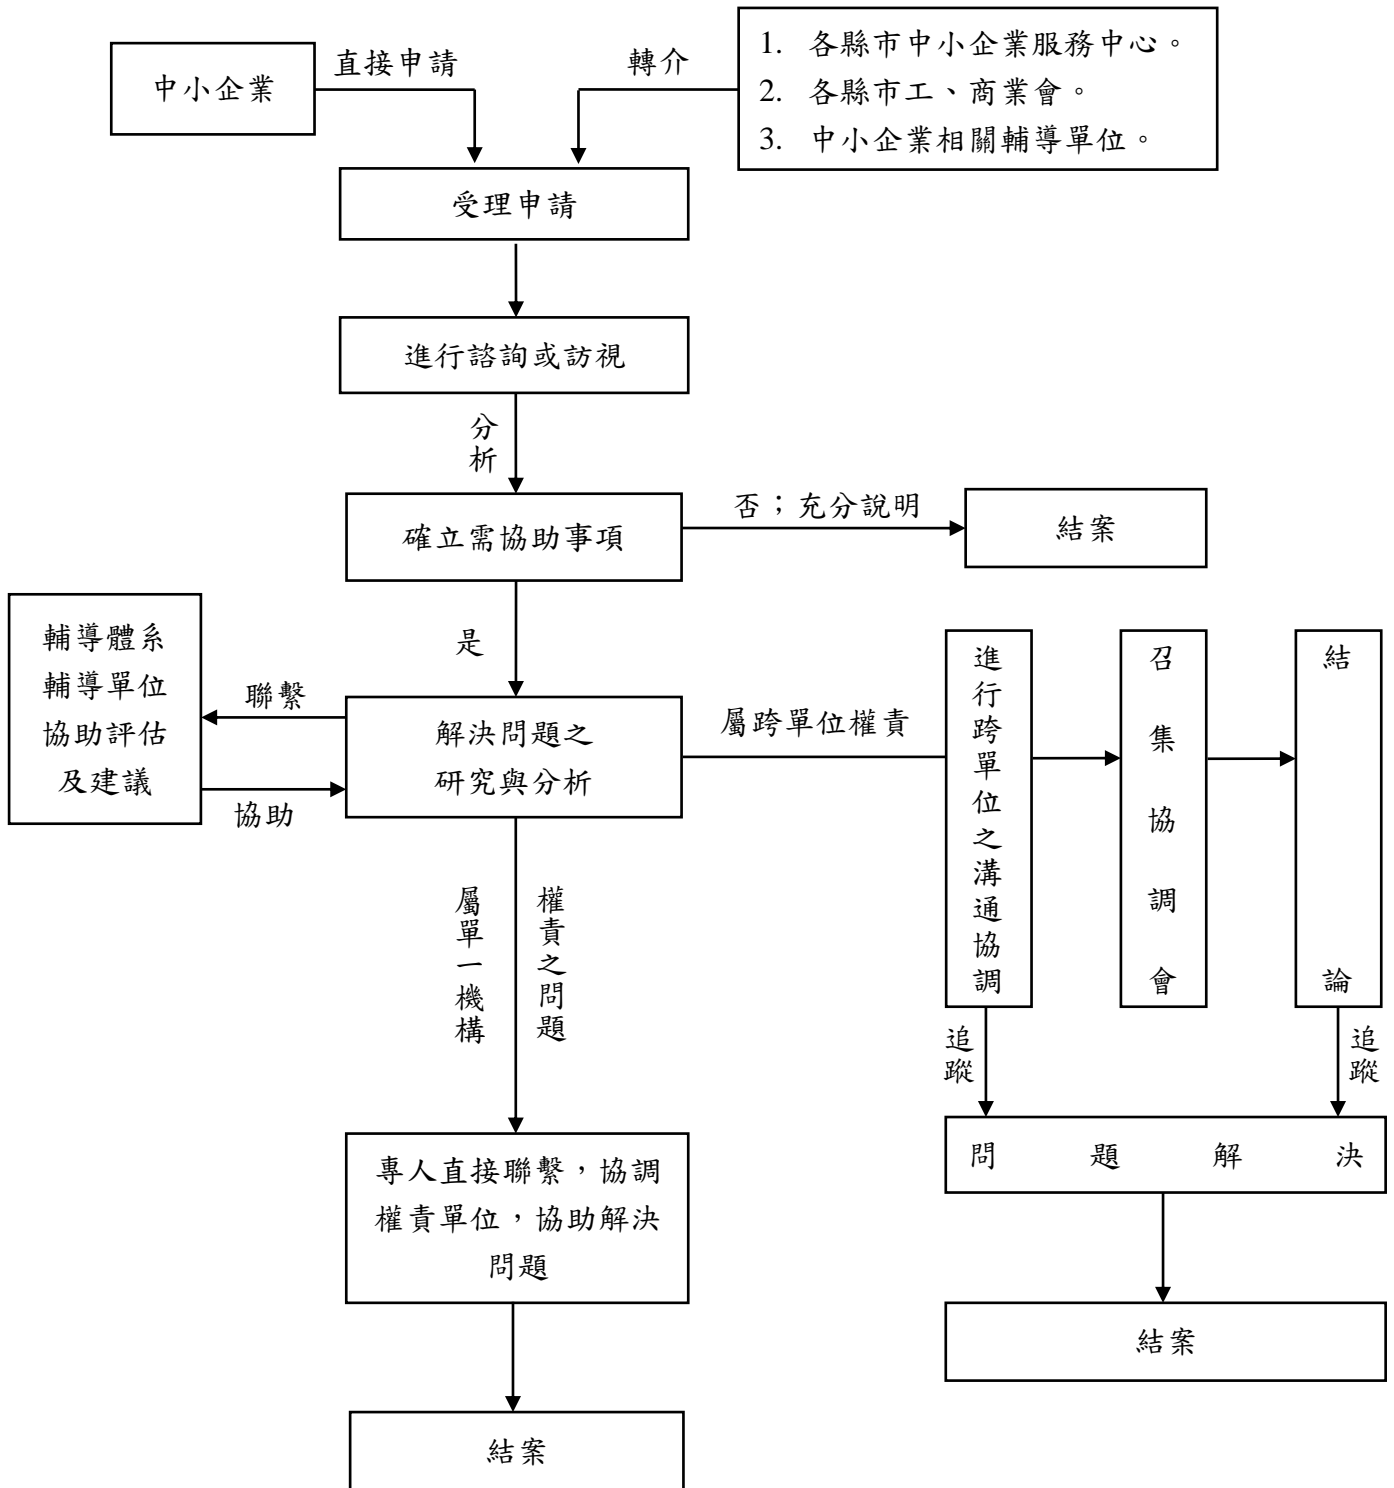 中小企業
直接申請
轉介
1. 各縣市中小企業服務中心。
2. 各縣市工、商業會。
3. 中小企業相關輔導單位。
受理申請
進行諮詢或訪視
分析
確立需協助事項
否；充分說明
結案
是
輔導體系
輔導單位
協助評估
及建議
聯繫
協助
解決問題之
研究與分析
屬跨單位權責
進行跨單位之溝通協調
召集協調會
結論
屬單一機構
權責之問題
追蹤
追蹤
問題解決
專人直接聯繫，協調
權責單位，協助解決
問題
結案
結案